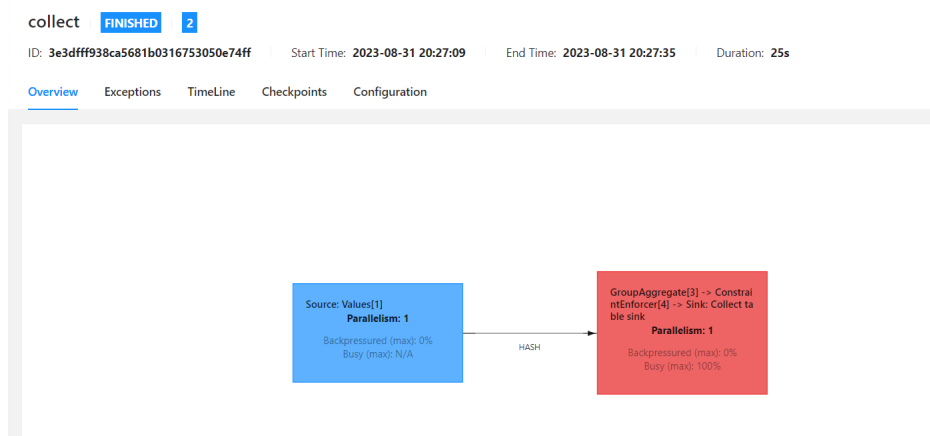 collect FINISHED 2
ID: 3e3dfff938ca5681b0316753050e74ff Start Time: 2023-08-31 20:27:09 End Time: 2023-08-31 20:27:35 Duration: 25s
Overview Exceptions TimeLine Checkpoints Configuration
Source: Values[1]
Parallelism: 1
Backpressured (max): 0%
Busy (max): N/A
HASH
GroupAggregate[3] -> Constrai
ntEnforcer[4] -> Sink: Collect ta
ble sink
Parallelism: 1
Backpressured (max): 0%
Busy (max): 100%